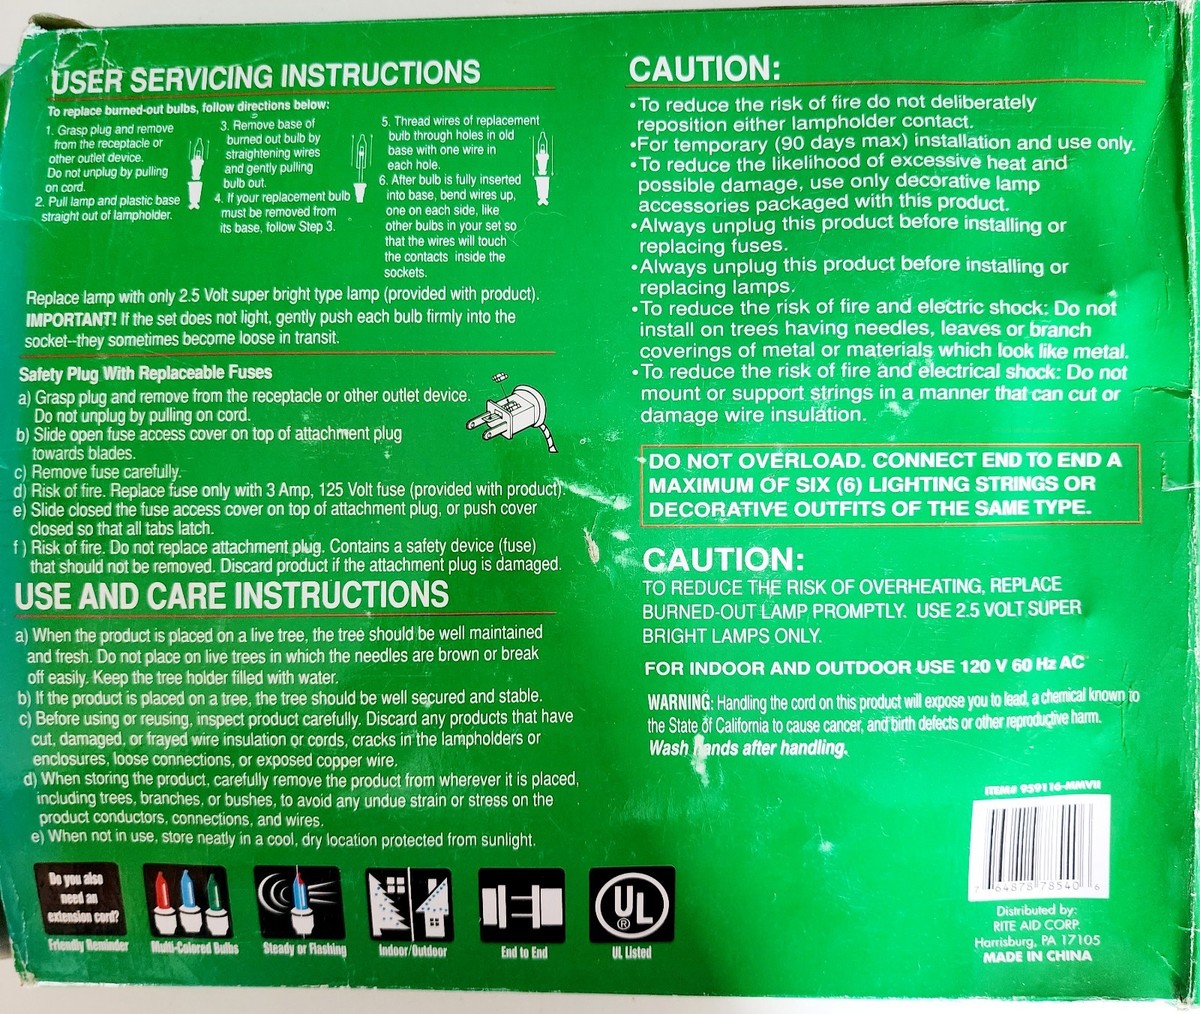 USER SERVICING INSTRUCTIONS
To replace burned-out bulbs, follow directions below:
1. Grasp plug and remove
from the receptacle or
other outlet device.
Do not unplug by pulling
on cord.
2. Pull lamp and plastic base
straight out of lampholder.
3. Remove base of
burned out bulb by
straightening wires
and gently pulling
bulb out.
4. If your replacement bulb
must be removed from
its base, follow Step 3.
5. Thread wires of replacement
bulb through holes in old
base with one wire in
each hole.
6. After bulb is fully inserted
into base, bend wires up,
one on each side, like
other bulbs in your set so
that the wires will touch
the contacts inside the
sockets.
Replace lamp with only 2.5 Volt super bright type lamp (provided with product).
IMPORTANT! If the set does not light, gently push each bulb firmly into the
socket--they sometimes become loose in transit.
Safety Plug With Replaceable Fuses
a) Grasp plug and remove from the receptacle or other outlet device.
Do not unplug by pulling on cord.
b) Slide open fuse access cover on top of attachment plug
towards blades.
c) Remove fuse carefully.
d) Risk of fire. Replace fuse only with 3 Amp, 125 Volt fuse (provided with product).
e) Slide closed the fuse access cover on top of attachment plug, or push cover
closed so that all tabs latch.
f) Risk of fire. Do not replace attachment plug. Contains a safety device (fuse)
that should not be removed. Discard product if the attachment plug is damaged.
USE AND CARE INSTRUCTIONS
a) When the product is placed on a live tree, the tree should be well maintained
and fresh. Do not place on live trees in which the needles are brown or break
off easily. Keep the tree holder filled with water.
b) If the product is placed on a tree, the tree should be well secured and stable.
c) Before using or reusing, inspect product carefully. Discard any products that have
cut, damaged, or frayed wire insulation or cords, cracks in the lampholders or
enclosures, loose connections, or exposed copper wire.
d) When storing the product, carefully remove the product from wherever it is placed,
including trees, branches, or bushes, to avoid any undue strain or stress on the
product conductors, connections, and wires.
e) When not in use, store neatly in a cool, dry location protected from sunlight.
Do you also
need an
extension cord?
Friendly Reminder
Multi-Colored Bulbs
Steady or Flashing
Indoor/Outdoor
End to End
UL
®
UL Listed
CAUTION:
•To reduce the risk of fire do not deliberately
reposition either lampholder contact.
•For temporary (90 days max) installation and use only.
•To reduce the likelihood of excessive heat and
possible damage, use only decorative lamp
accessories packaged with this product.
•Always unplug this product before installing or
replacing fuses.
•Always unplug this product before installing or
replacing lamps.
•To reduce the risk of fire and electric shock: Do not
install on trees having needles, leaves or branch
coverings of metal or materials which look like metal.
•To reduce the risk of fire and electrical shock: Do not
mount or support strings in a manner that can cut or
damage wire insulation.
DO NOT OVERLOAD. CONNECT END TO END A
MAXIMUM OF SIX (6) LIGHTING STRINGS OR
DECORATIVE OUTFITS OF THE SAME TYPE.
CAUTION:
TO REDUCE THE RISK OF OVERHEATING, REPLACE
BURNED-OUT LAMP PROMPTLY. USE 2.5 VOLT SUPER
BRIGHT LAMPS ONLY.
FOR INDOOR AND OUTDOOR USE 120 V 60 Hz AC
WARNING: Handling the cord on this product will expose you to lead, a chemical known to
the State of California to cause cancer, and birth defects or other reproductive harm.
Wash hands after handling.
ITEM# 959116-MMVII
7 64878 78540 6
Distributed by:
RITE AID CORP.
Harrisburg, PA 17105
MADE IN CHINA